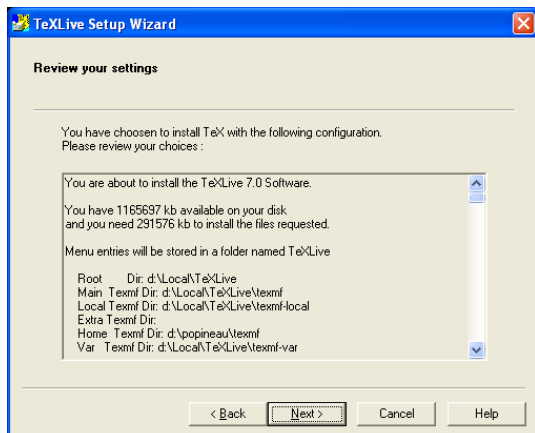 TeXLive Setup Wizard
Review your settings
You have choosen to install TeX with the following configuration.
Please review your choices :
You are about to install the TeXLive 7.0 Software.
You have 1165697 kb available on your disk
and you need 291576 kb to install the files requested.
Menu entries will be stored in a folder named TeXLive
Root Dir: d:\Local\TeXLive
Main Texmf Dir: d:\Local\TeXLive\texmf
Local Texmf Dir: d:\Local\TeXLive\texmf-local
Extra Texmf Dir:
Home Texmf Dir: d:\popineau\texmf
Var Texmf Dir: d:\Local\TeXLive\texmf-var
< Back Next > Cancel Help